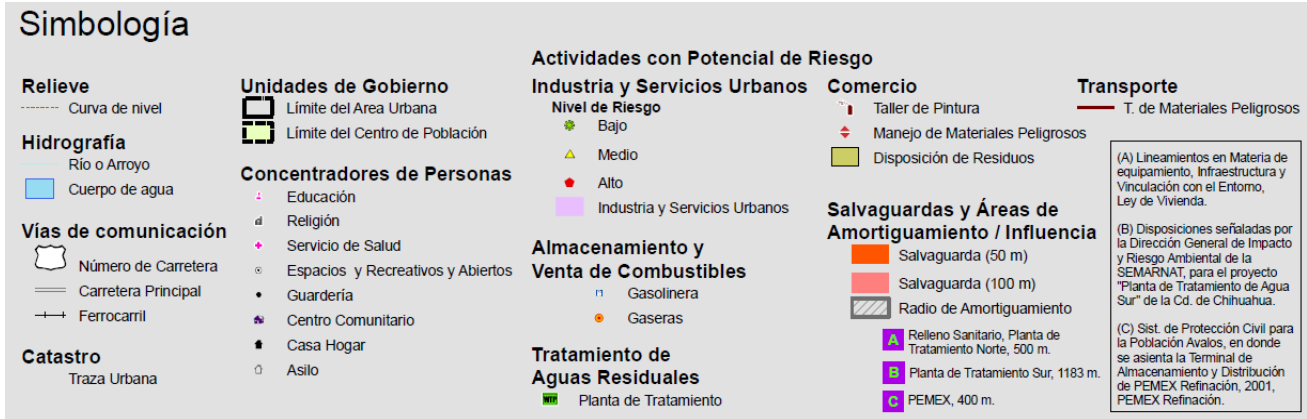 Simbología
Relieve
Curva de nivel
Hidrografía
Río o Arroyo
Cuerpo de agua
Vías de comunicación
Número de Carretera
Carretera Principal
Ferrocarril
Catastro
Traza Urbana
Unidades de Gobierno
Límite del Area Urbana
Límite del Centro de Población
Concentradores de Personas
Educación
Religión
Servicio de Salud
Espacios y Recreativos y Abiertos
Guardería
Centro Comunitario
Casa Hogar
Asilo
Actividades con Potencial de Riesgo
Industria y Servicios Urbanos
Nivel de Riesgo
Bajo
Medio
Alto
Industria y Servicios Urbanos
Almacenamiento y
Venta de Combustibles
Gasolinera
Gaseras
Tratamiento de
Aguas Residuales
WTP Planta de Tratamiento
Comercio
Taller de Pintura
Manejo de Materiales Peligrosos
Disposición de Residuos
Salvaguardas y Áreas de
Amortiguamiento / Influencia
Salvaguarda (50 m)
Salvaguarda (100 m)
Radio de Amortiguamiento
A Relleno Sanitario, Planta de
Tratamiento Norte, 500 m.
B Planta de Tratamiento Sur, 1183 m.
C PEMEX, 400 m.
Transporte
T. de Materiales Peligrosos
(A) Lineamientos en Materia de
equipamiento, Infraestructura y
Vinculación con el Entorno,
Ley de Vivienda.
(B) Disposiciones señaladas por
la Dirección General de Impacto
y Riesgo Ambiental de la
SEMARNAT, para el proyecto
"Planta de Tratamiento de Agua
Sur" de la Cd. de Chihuahua.
(C) Sist. de Protección Civil para
la Población Avalos, en donde
se asienta la Terminal de
Almacenamiento y Distribución
de PEMEX Refinación, 2001,
PEMEX Refinación.